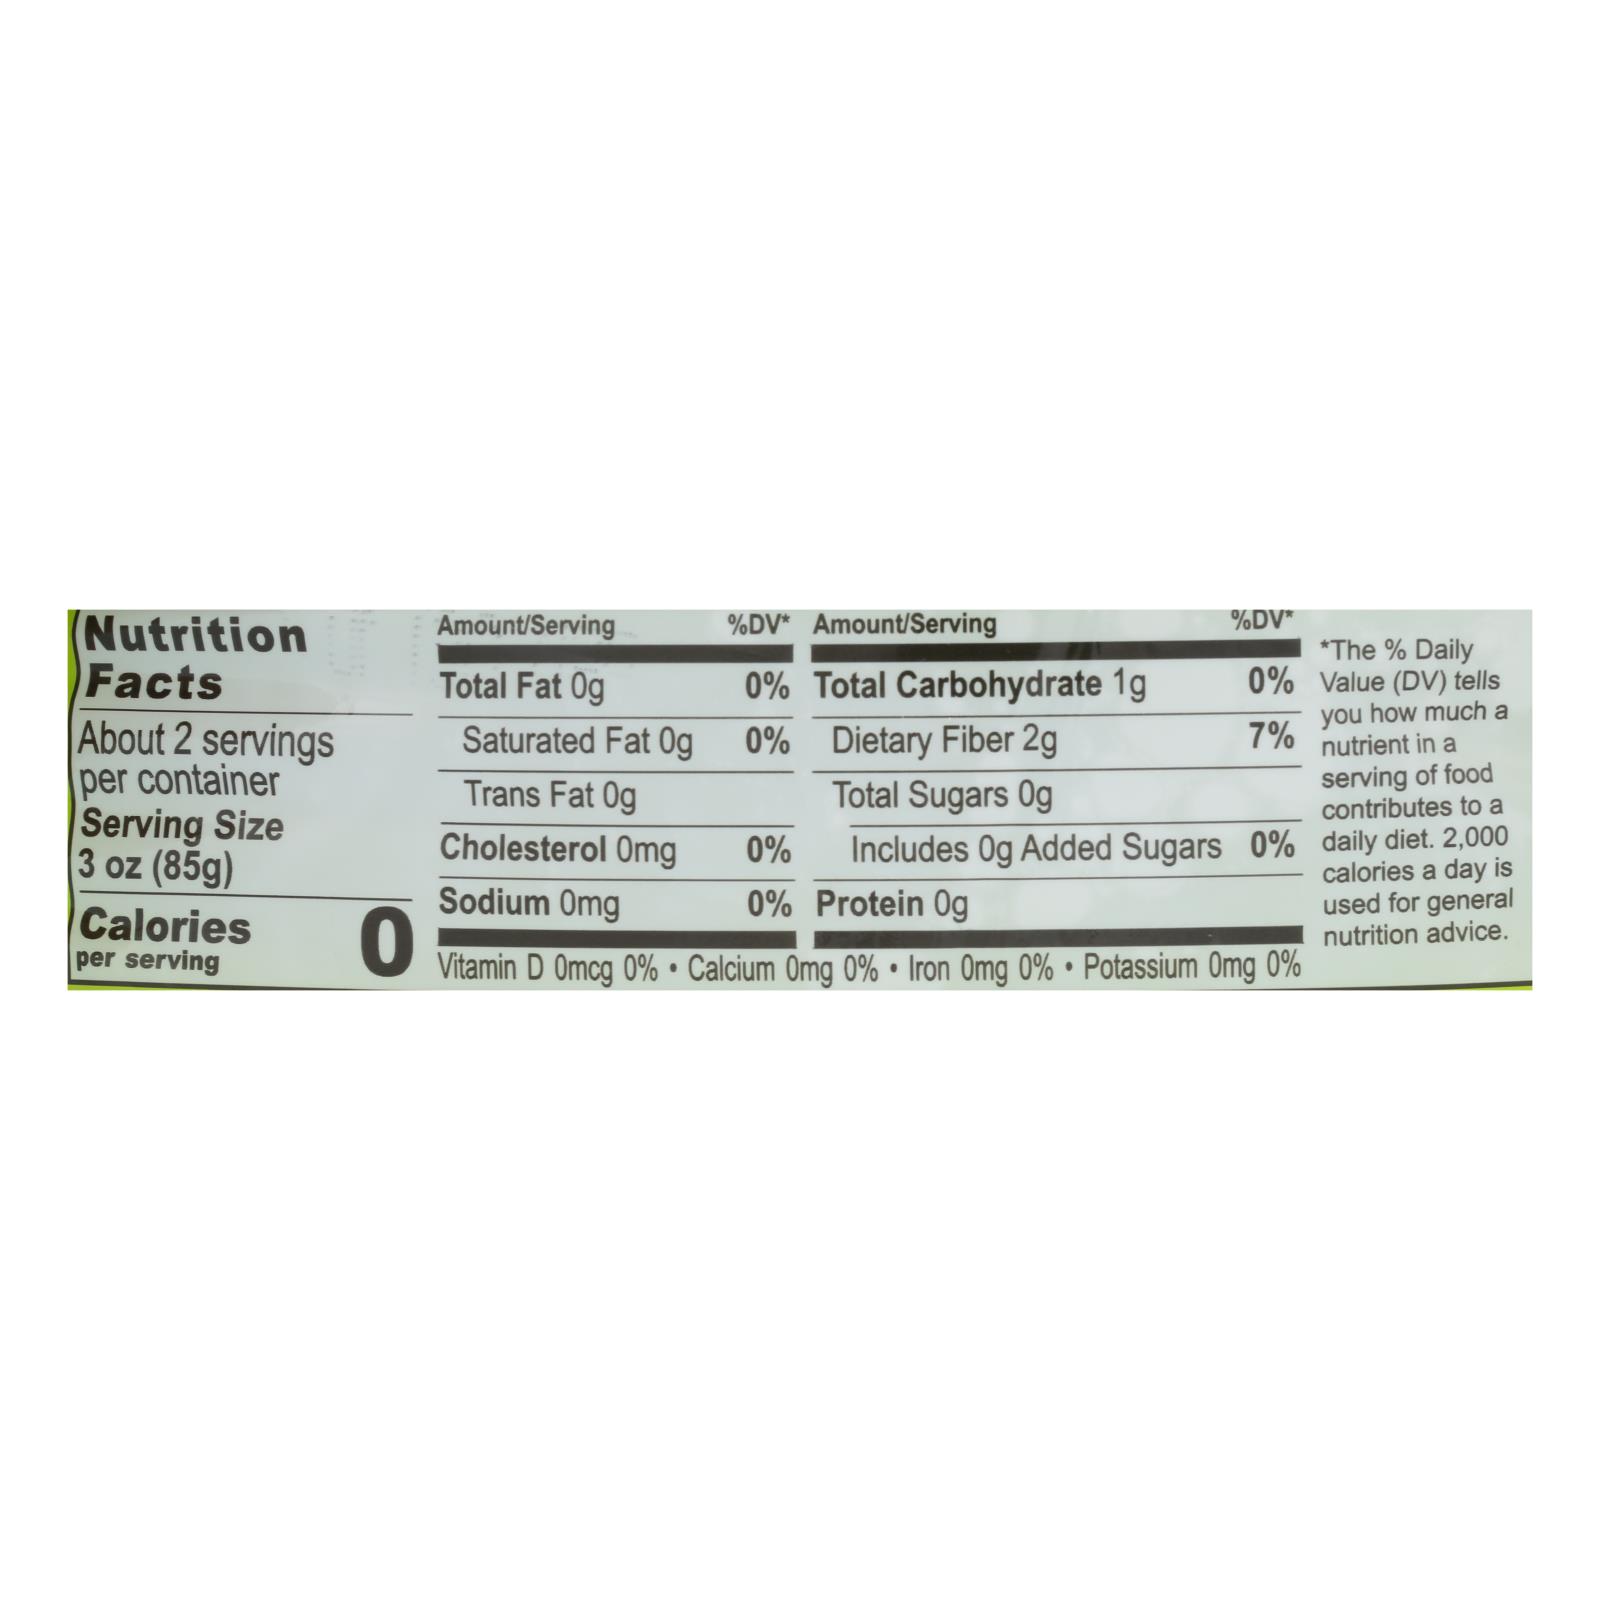 Nutrition
Facts
About 2 servings
per container
Serving Size
3 oz (85g)
Calories 0
per serving
Amount/Serving %DV*
Total Fat 0g 0%
Saturated Fat 0g 0%
Trans Fat 0g
Cholesterol 0mg 0%
Sodium 0mg 0%
Amount/Serving %DV*
Total Carbohydrate 1g 0%
Dietary Fiber 2g 7%
Total Sugars 0g
Includes 0g Added Sugars 0%
Protein 0g
Vitamin D 0mcg 0% • Calcium 0mg 0% • Iron 0mg 0% • Potassium 0mg 0%
*The % Daily
Value (DV) tells
you how much a
nutrient in a
serving of food
contributes to a
daily diet. 2,000
calories a day is
used for general
nutrition advice.